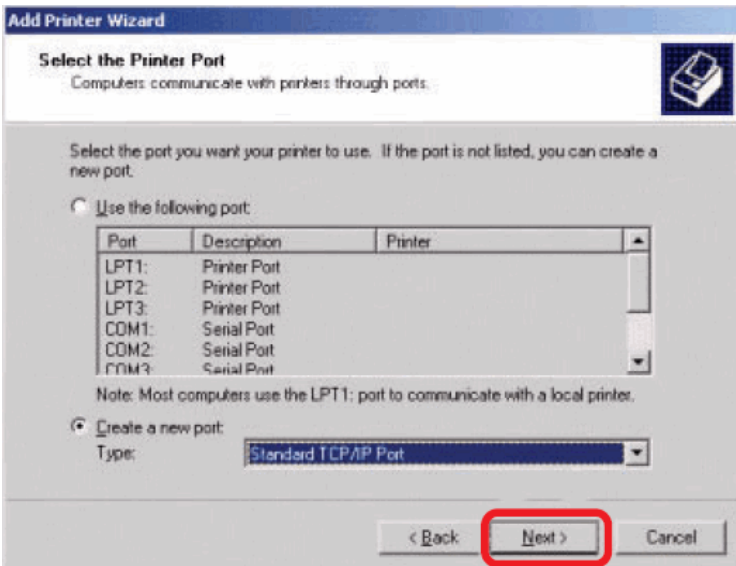 Add Printer Wizard
Select the Printer Port
Computers communicate with printers through ports.
Select the port you want your printer to use. If the port is not listed, you can create a
new port.
Use the following port:
Port Description Printer
LPT1: Printer Port
LPT2: Printer Port
LPT3: Printer Port
COM1: Serial Port
COM2: Serial Port
COM3: Serial Port
Note: Most computers use the LPT1: port to communicate with a local printer.
Create a new port:
Type: Standard TCP/IP Port
< Back Next > Cancel